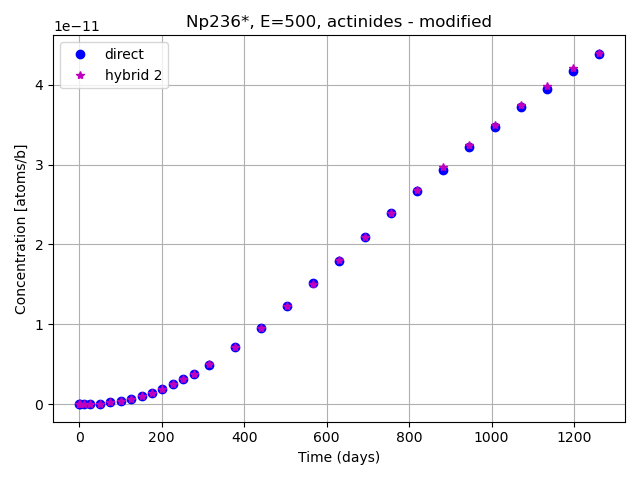 Np236*, E=500, actinides - modified
1e−11
direct
hybrid 2
4
3
2
1
0
Concentration [atoms/b]
0 200 400 600 800 1000 1200
Time (days)